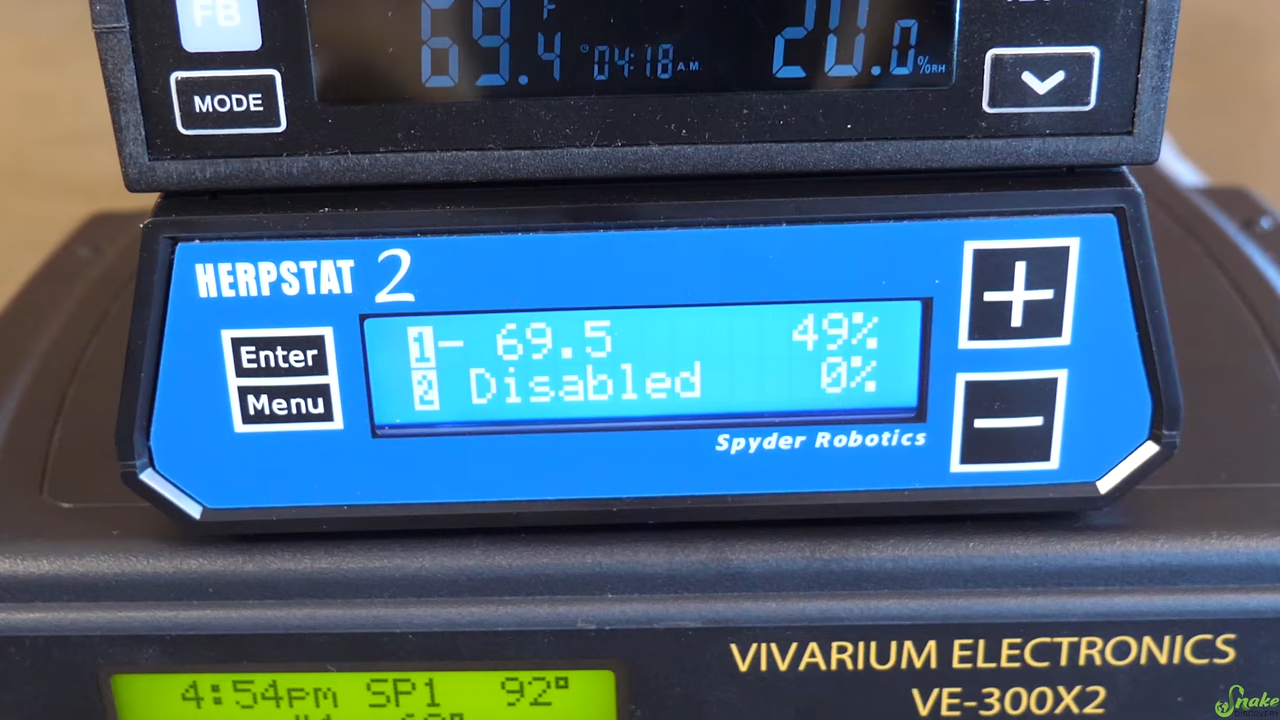 FB
69.4 F 04:18 A.M. 20.0 %RH
MODE
HERPSTAT 2
Enter
Menu
1- 69.5 49%
2 Disabled 0%
+
-
Spyder Robotics
VIVARIUM ELECTRONICS
VE-300X2
4:54pm SP1 92°
Snake